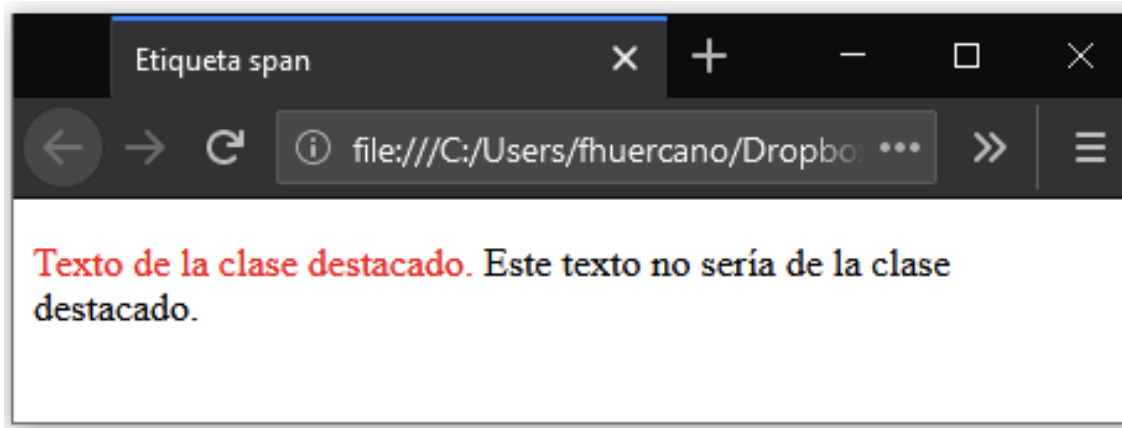 Etiqueta span
file:///C:/Users/fhuercano/Dropbo
Texto de la clase destacado. Este texto no sería de la clase
destacado.